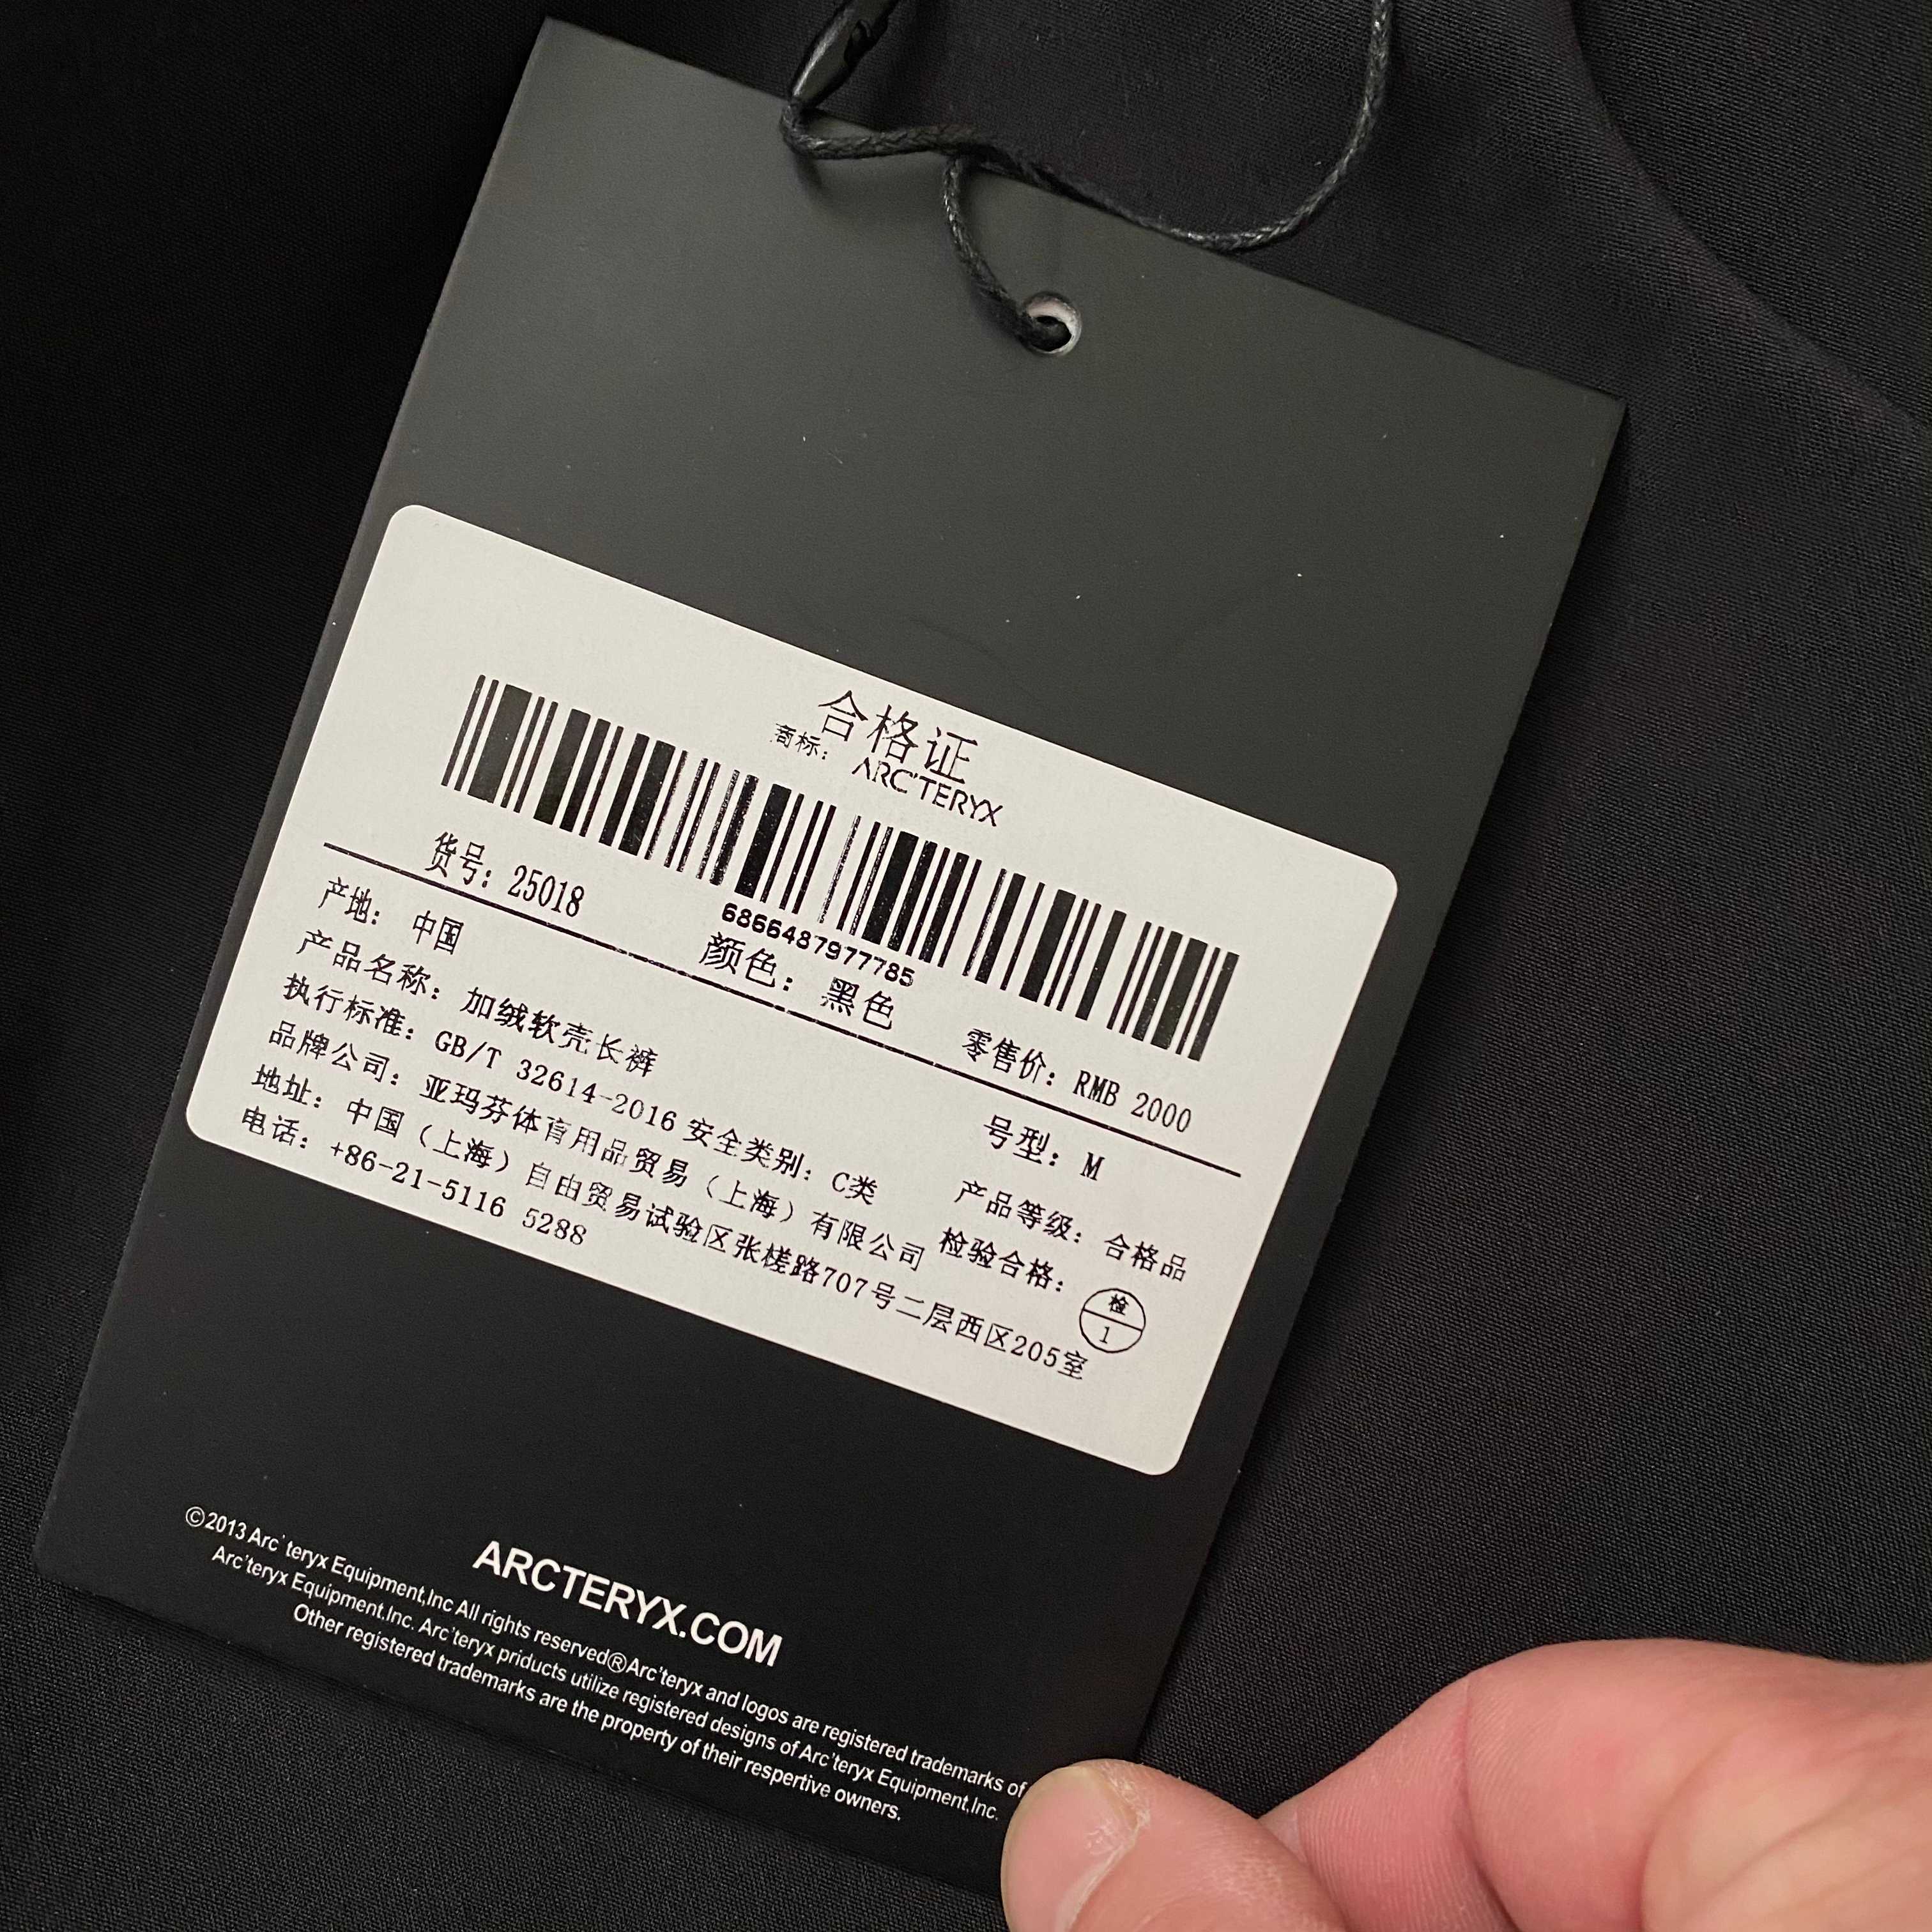 合格证
商标: ARC'TERYX
6866487977785
货号: 25018 颜色: 黑色 零售价: RMB 2000
产地: 中国 号型: M
产品名称: 加绒软壳长裤 产品等级: 合格品
执行标准: GB/T 32614-2016 安全类别: C类 检验合格: 检 1
品牌公司: 亚玛芬体育用品贸易(上海)有限公司
地址: 中国(上海)自由贸易试验区张槎路707号二层西区205室
电话: +86-21-5116 5288
ARCTERYX.COM
©2013 Arc'teryx Equipment,Inc All rights reserved®Arc'teryx and logos are registered trademarks of
Arc'teryx Equipment.Inc. Arc'teryx priducts utilize registered designs of Arc'teryx Equipment,Inc.
Other registered trademarks are the property of their respertive owners.